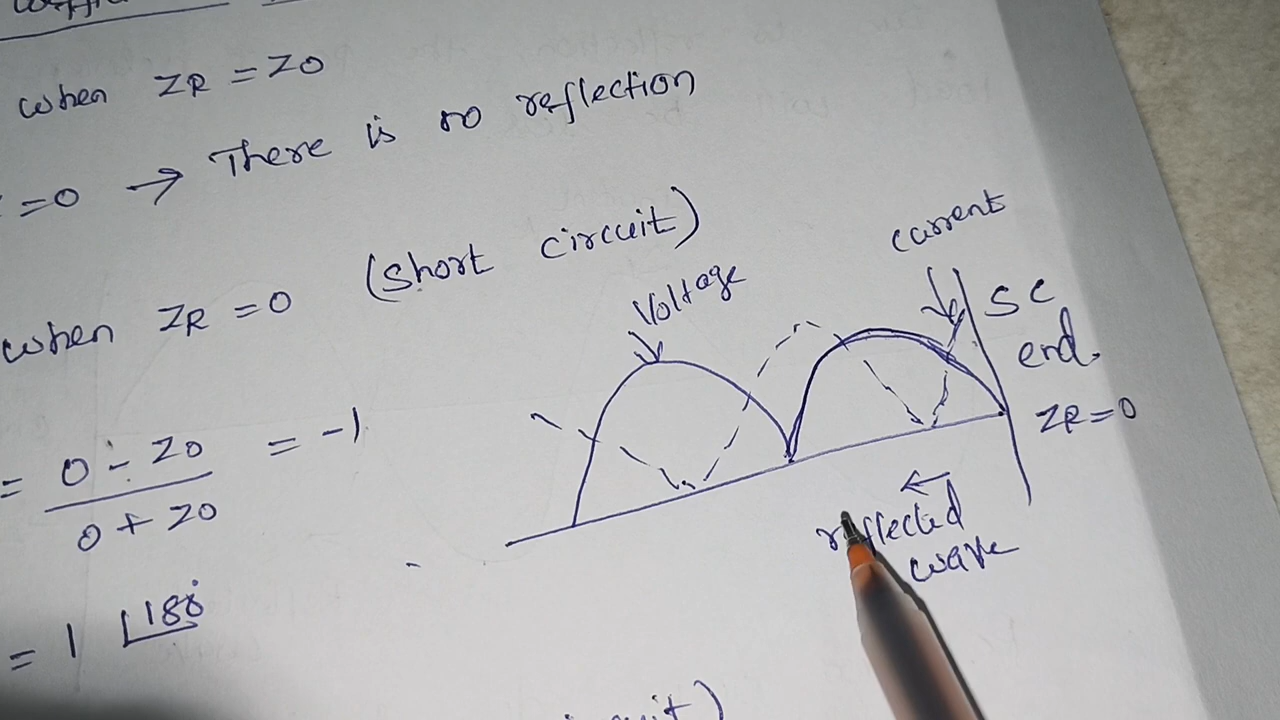 when ZR = Z0
=0 → There is no reflection
when ZR = 0 (short circuit)
Voltage
current
SC
end.
ZR = 0
= 0 - Z0 / 0 + Z0 = -1
reflected
wave
= 1 ∠180°